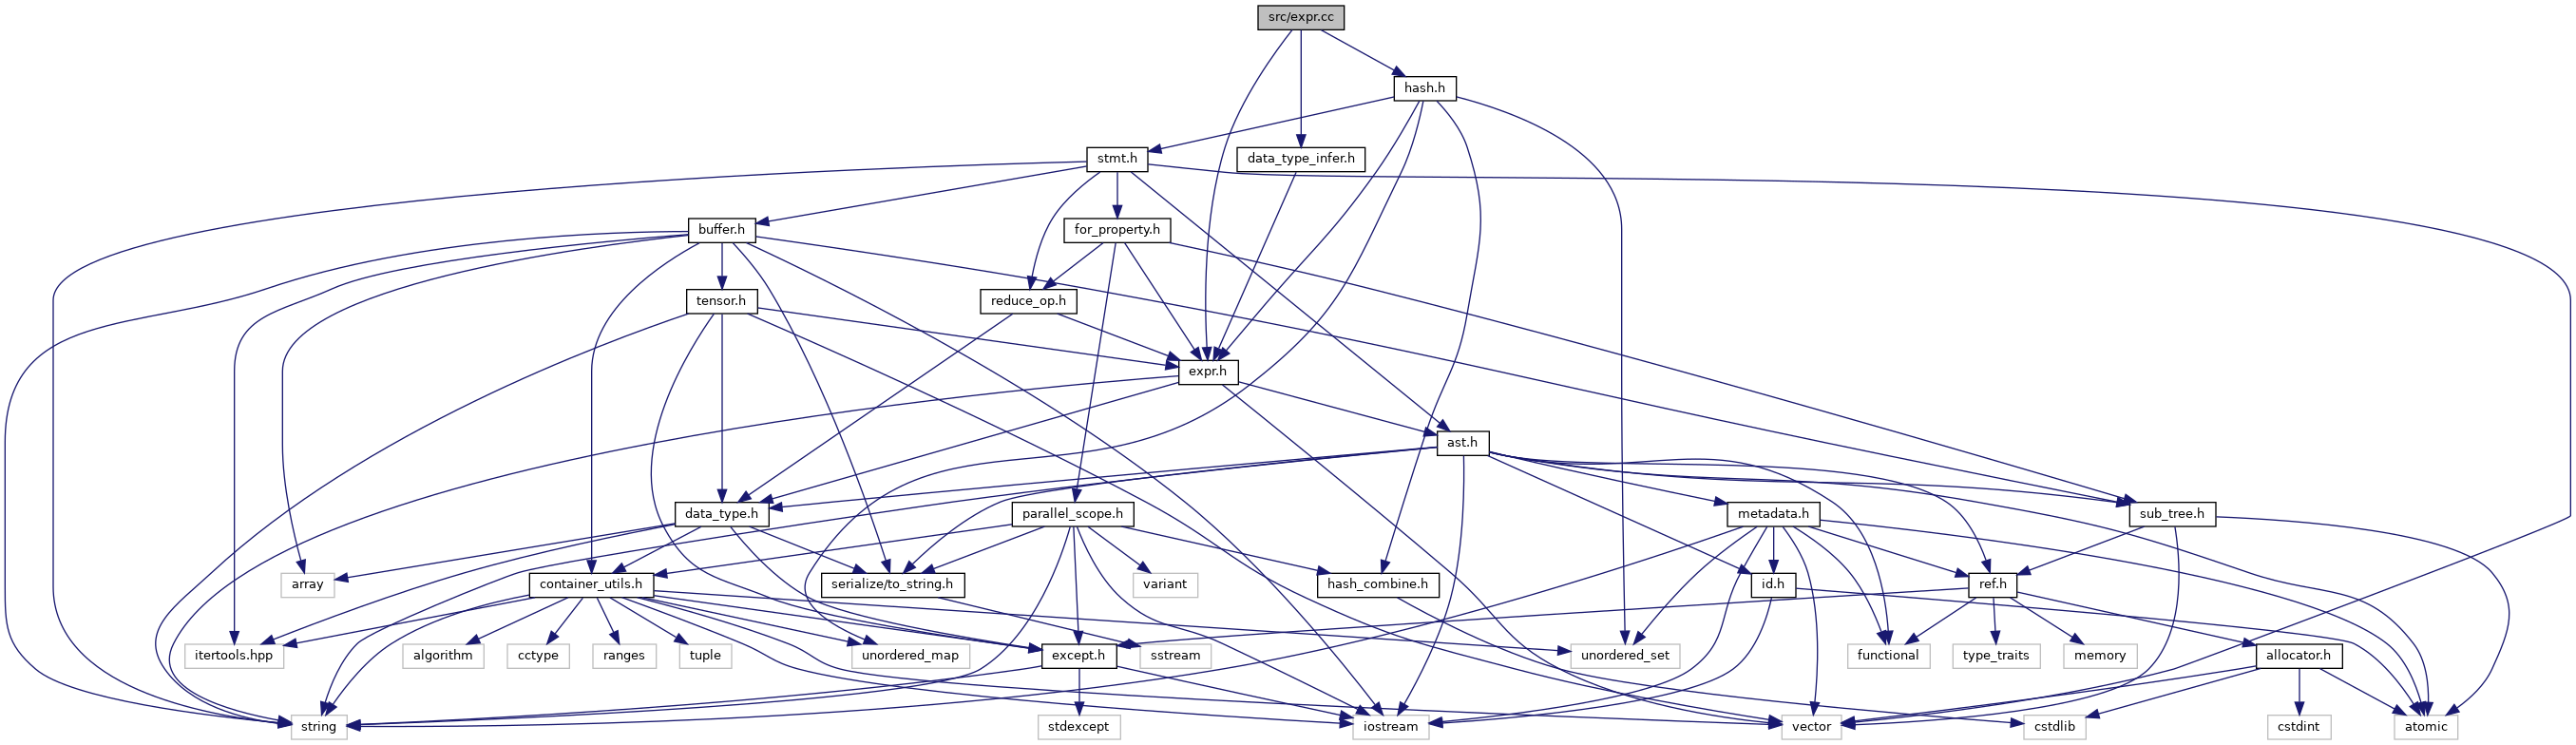 src/expr.cc
hash.h
stmt.h
data_type_infer.h
buffer.h
for_property.h
tensor.h
reduce_op.h
expr.h
ast.h
data_type.h
parallel_scope.h
metadata.h
sub_tree.h
array
container_utils.h
serialize/to_string.h
variant
hash_combine.h
id.h
ref.h
itertools.hpp
algorithm
cctype
ranges
tuple
unordered_map
except.h
sstream
unordered_set
functional
type_traits
memory
allocator.h
string
stdexcept
iostream
vector
cstdlib
cstdint
atomic